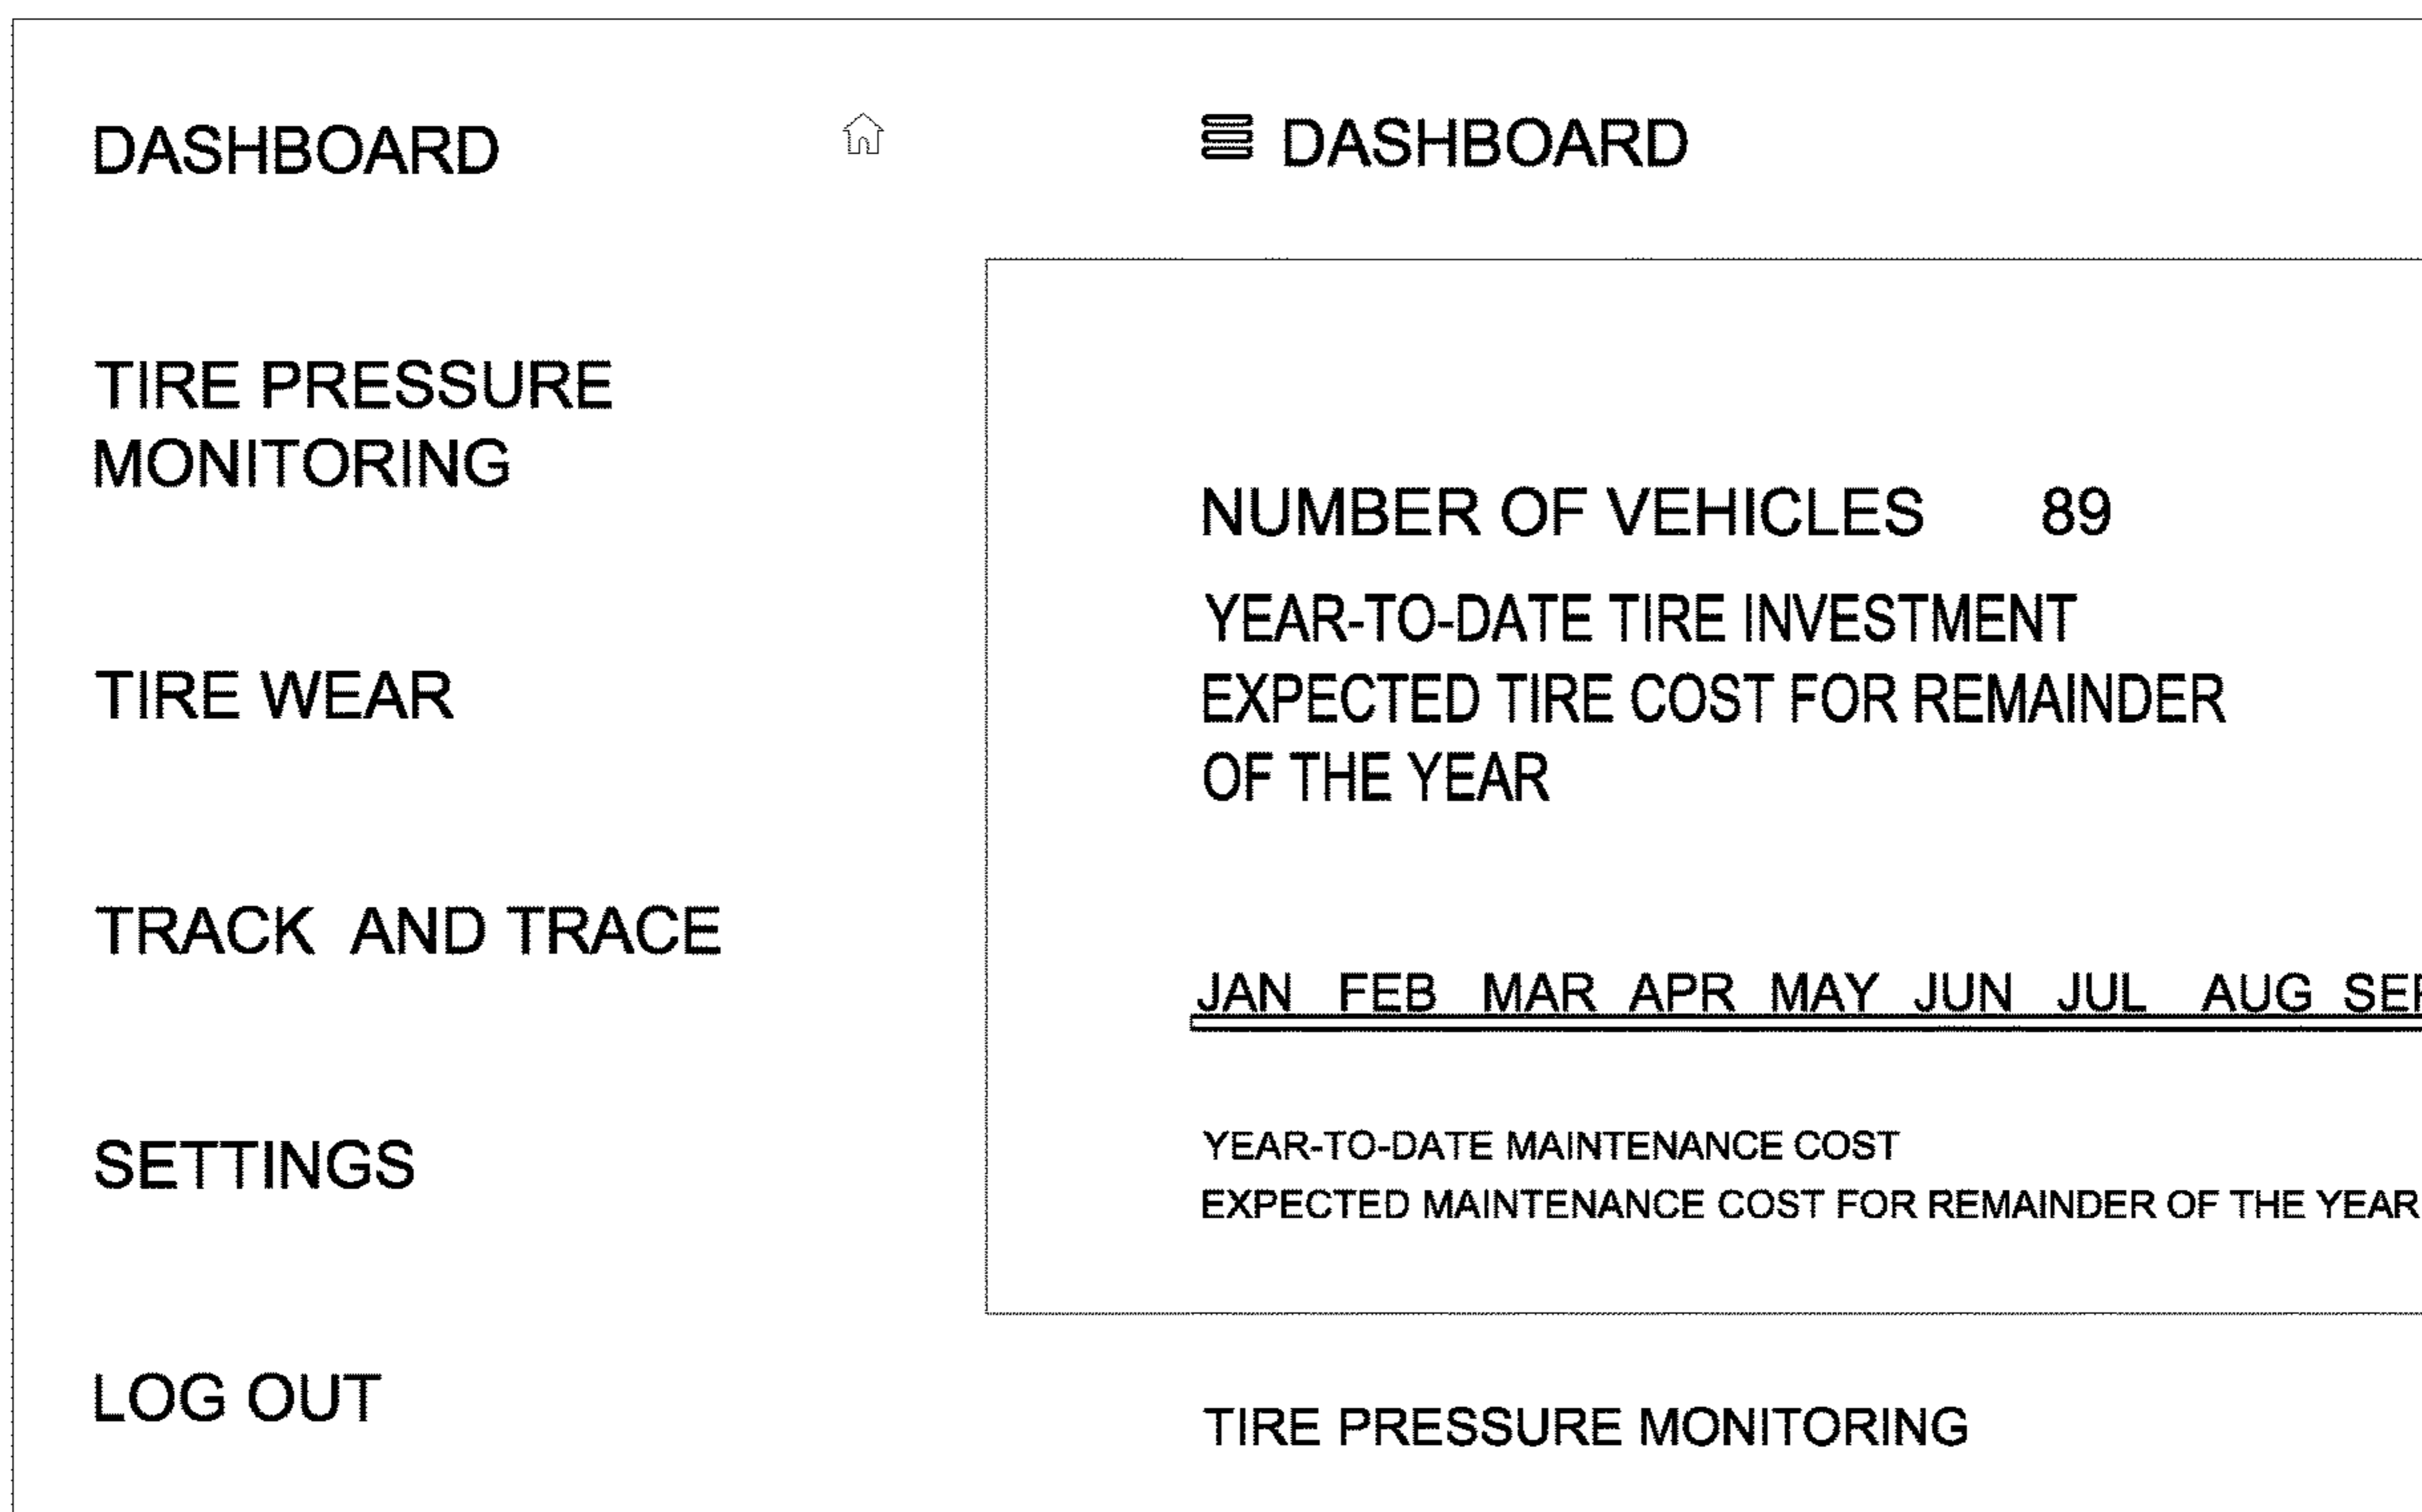 DASHBOARD
TIRE PRESSURE
MONITORING
TIRE WEAR
TRACK  AND TRACE
SETTINGS
LOG OUT
DASHBOARD
NUMBER OF VEHICLES 89
YEAR-TO-DATE TIRE INVESTMENT
EXPECTED TIRE COST FOR REMAINDER
OF THE YEAR
JAN FEB MAR APR MAY JUN JUL AUG
YEAR-TO-DATE MAINTENANCE COST
EXPECTED MAINTENANCE COST FOR REMAINDER OF THE YEAR
TIRE PRESSURE MONITORING